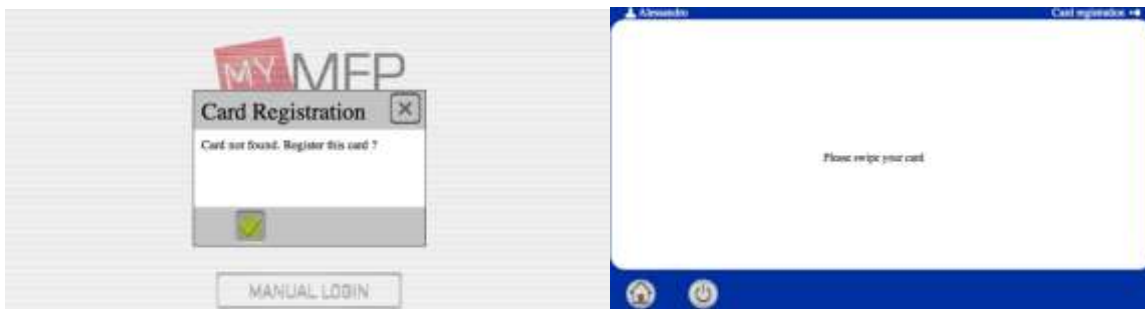 MY MFP
Card Registration
Card not found. Register this card ?
MANUAL LOGIN
Alessandro
Card registration
Please swipe your card